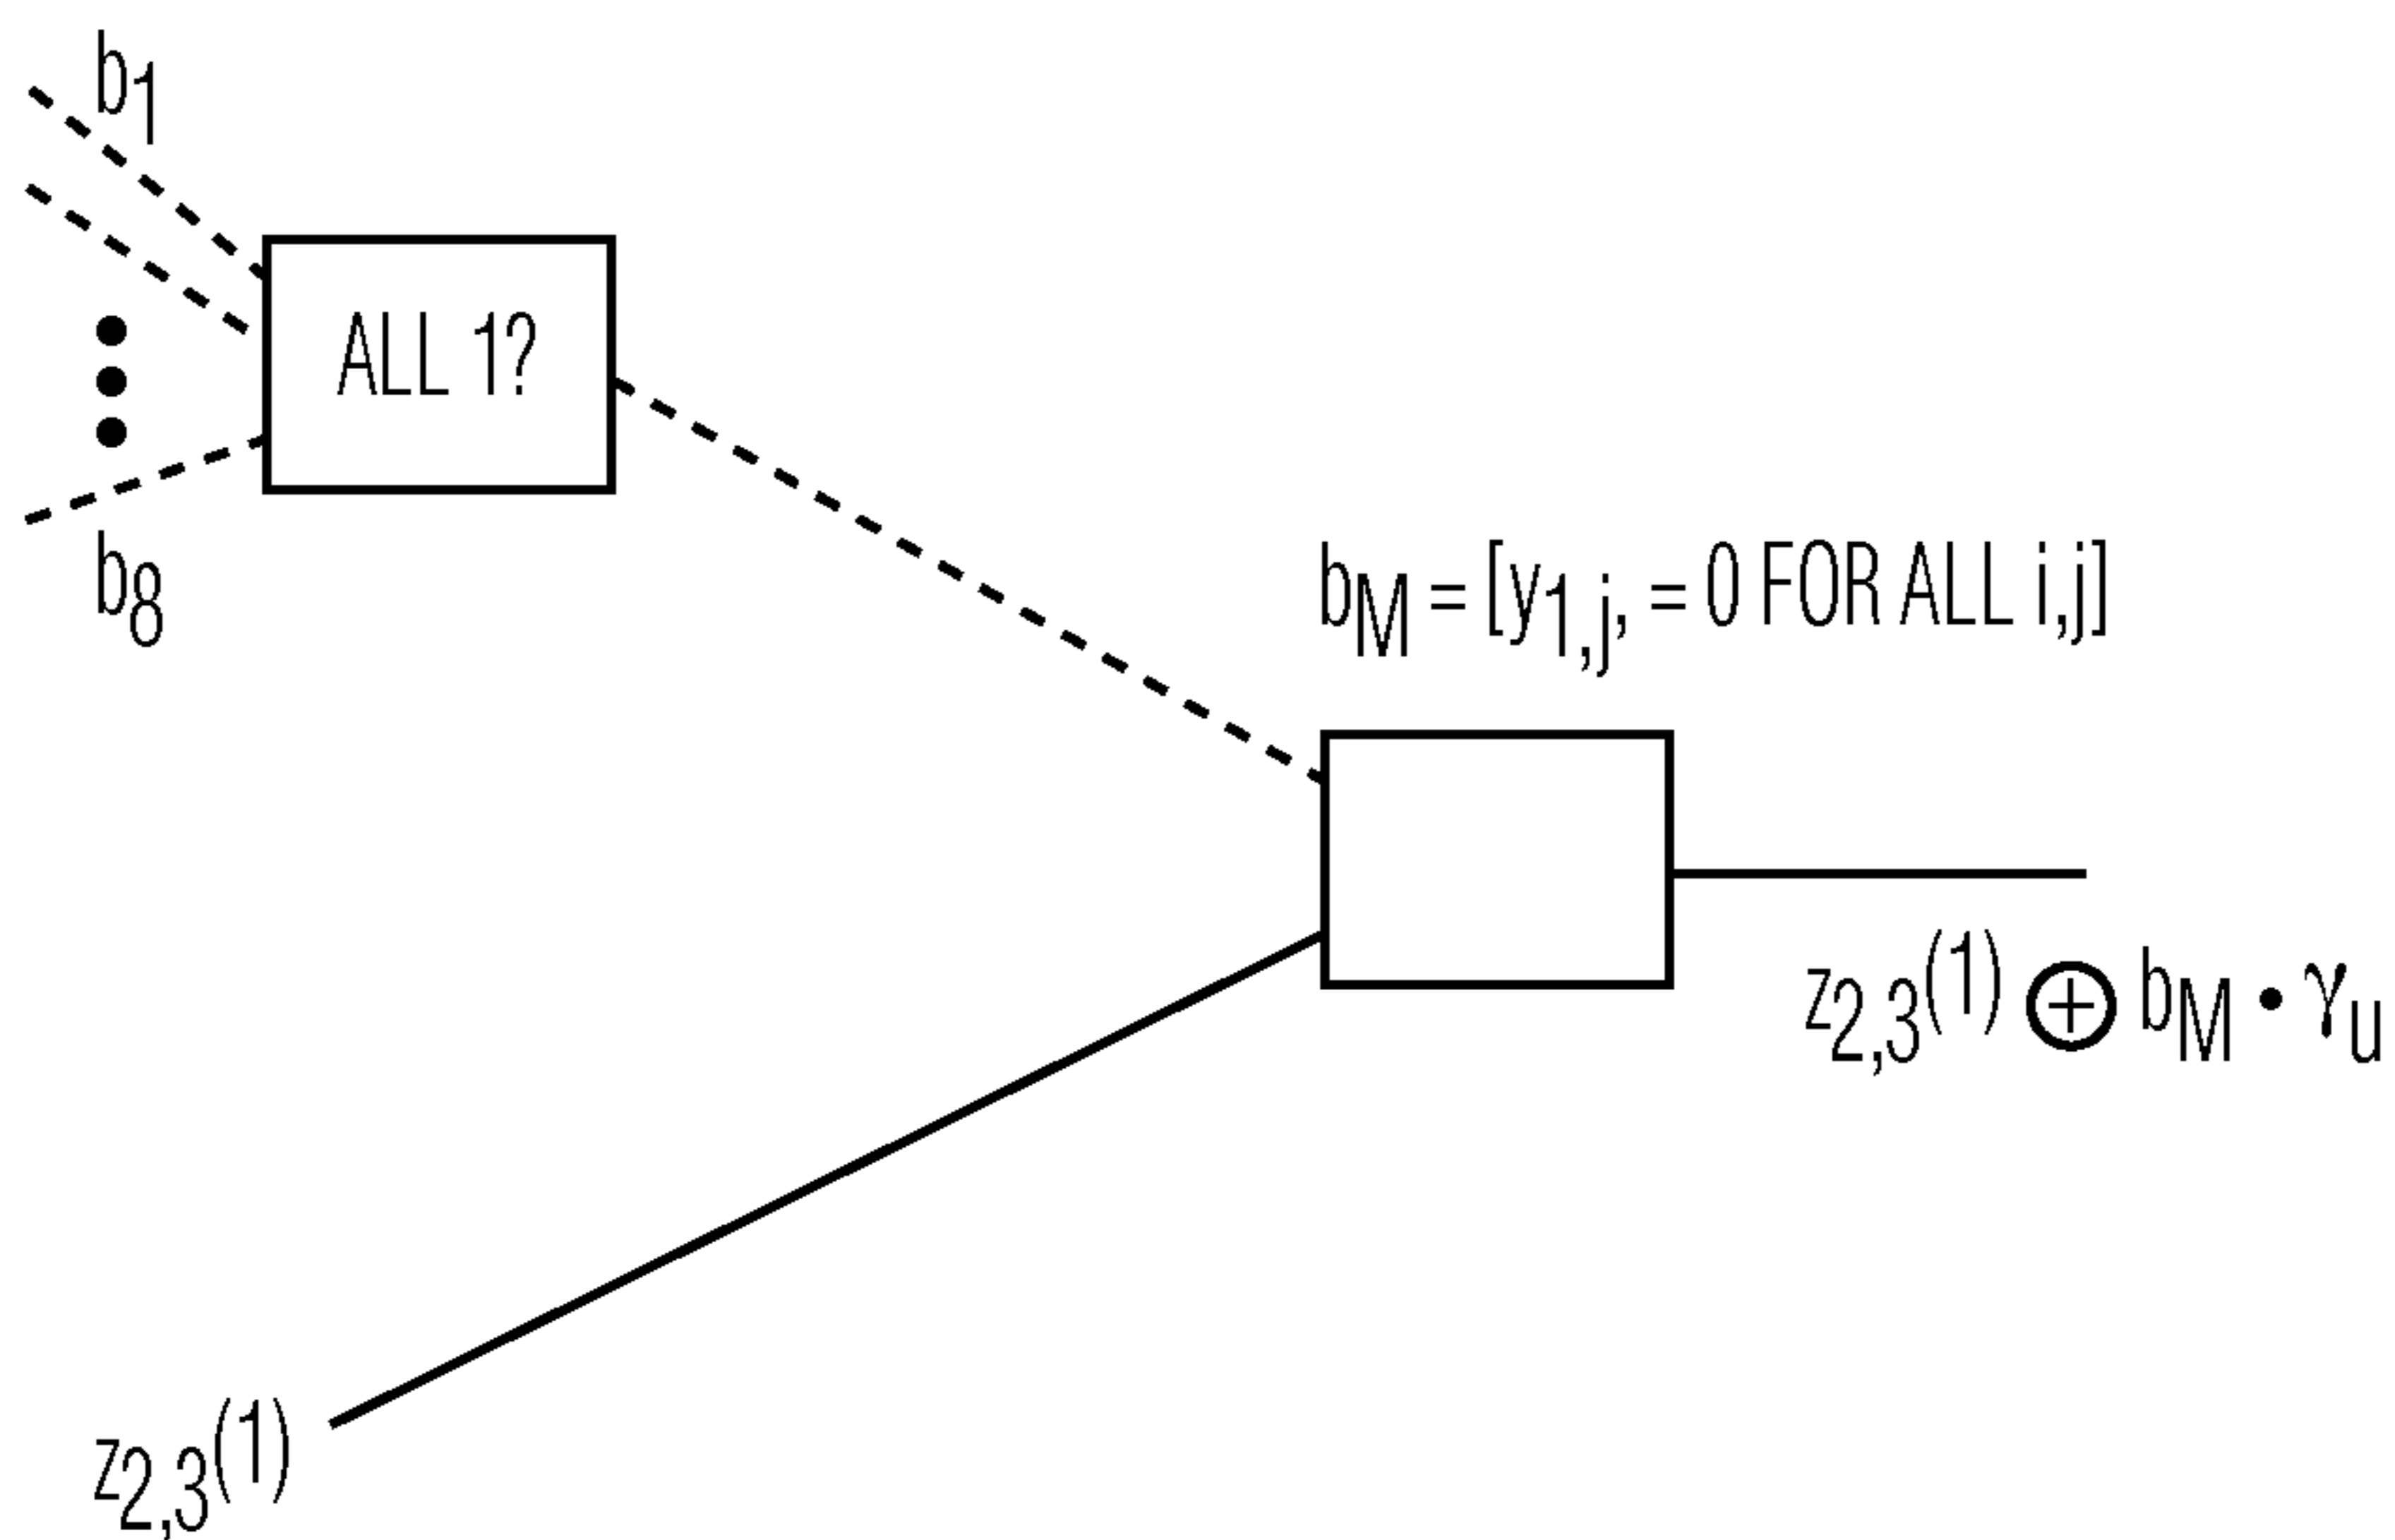 b1
ALL 1?
b8
bM = [y1,j, = 0 FOR ALL i,j]
z2,3(1) ⊕ bM • γu
z2,3(1)